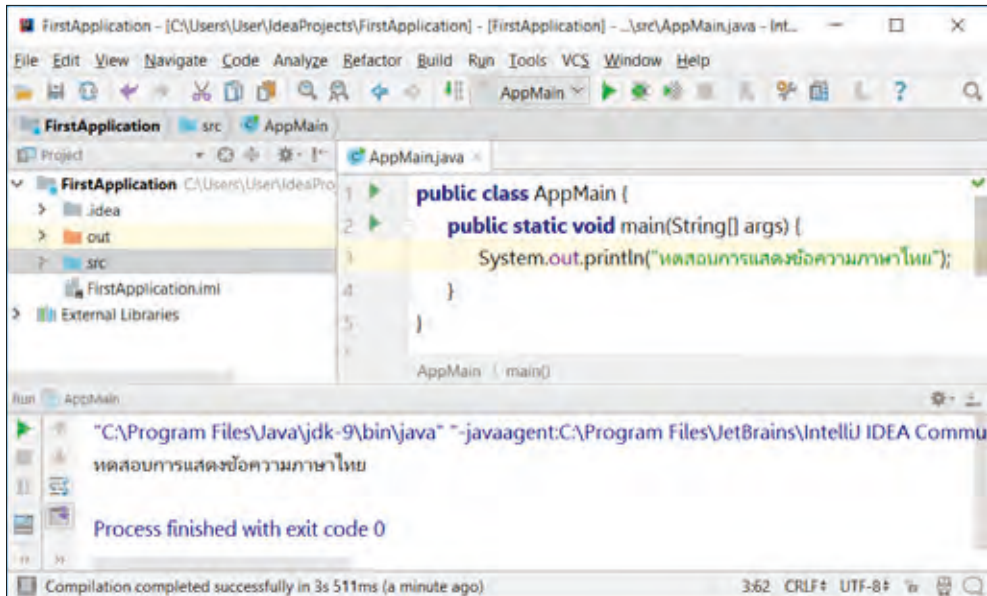 FirstApplication - [C:\Users\User\IdeaProjects\FirstApplication] - [FirstApplication] - ...\src\AppMain.java - Int...
File Edit View Navigate Code Analyze Refactor Build Run Tools VCS Window Help
AppMain
FirstApplication src AppMain
Project
AppMain.java
FirstApplication C:\Users\User\IdeaPro
.idea
out
src
FirstApplication.iml
External Libraries
1 public class AppMain {
2 public static void main(String[] args) {
3 System.out.println("ทดสอบการแสดงข้อความภาษาไทย");
4 }
5 }
AppMain main()
Run AppMain
"C:\Program Files\Java\jdk-9\bin\java" "-javaagent:C:\Program Files\JetBrains\IntelliJ IDEA Commu
ทดสอบการแสดงข้อความภาษาไทย
Process finished with exit code 0
Compilation completed successfully in 3s 511ms (a minute ago) 3:62 CRLF UTF-8